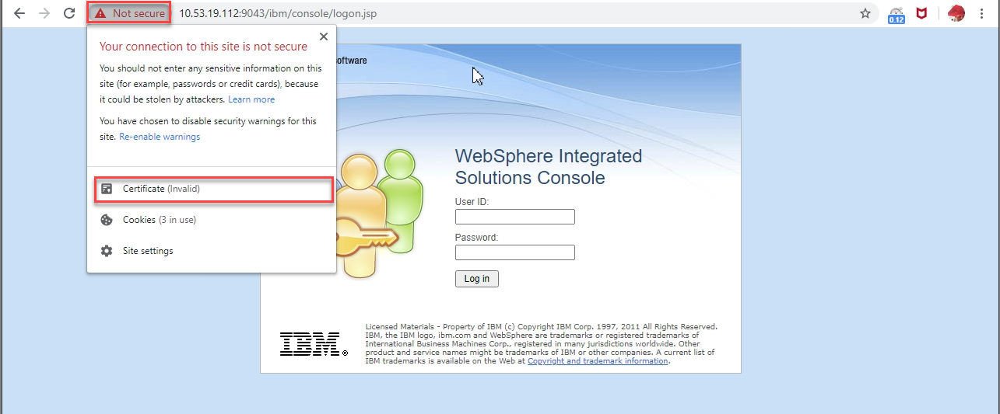 Not secure
10.53.19.112:9043/ibm/console/logon.jsp
0.12
Your connection to this site is not secure
You should not enter any sensitive information on this
site (for example, passwords or credit cards), because
it could be stolen by attackers. Learn more
You have chosen to disable security warnings for this
site. Re-enable warnings
Certificate (Invalid)
Cookies (3 in use)
Site settings
oftware
WebSphere Integrated
Solutions Console
User ID:
Password:
Log in
IBM®
Licensed Materials - Property of IBM (c) Copyright IBM Corp. 1997, 2011 All Rights Reserved.
IBM, the IBM logo, ibm.com and WebSphere are trademarks or registered trademarks of
International Business Machines Corp., registered in many jurisdictions worldwide. Other
product and service names might be trademarks of IBM or other companies. A current list of
IBM trademarks is available on the Web at Copyright and trademark information.